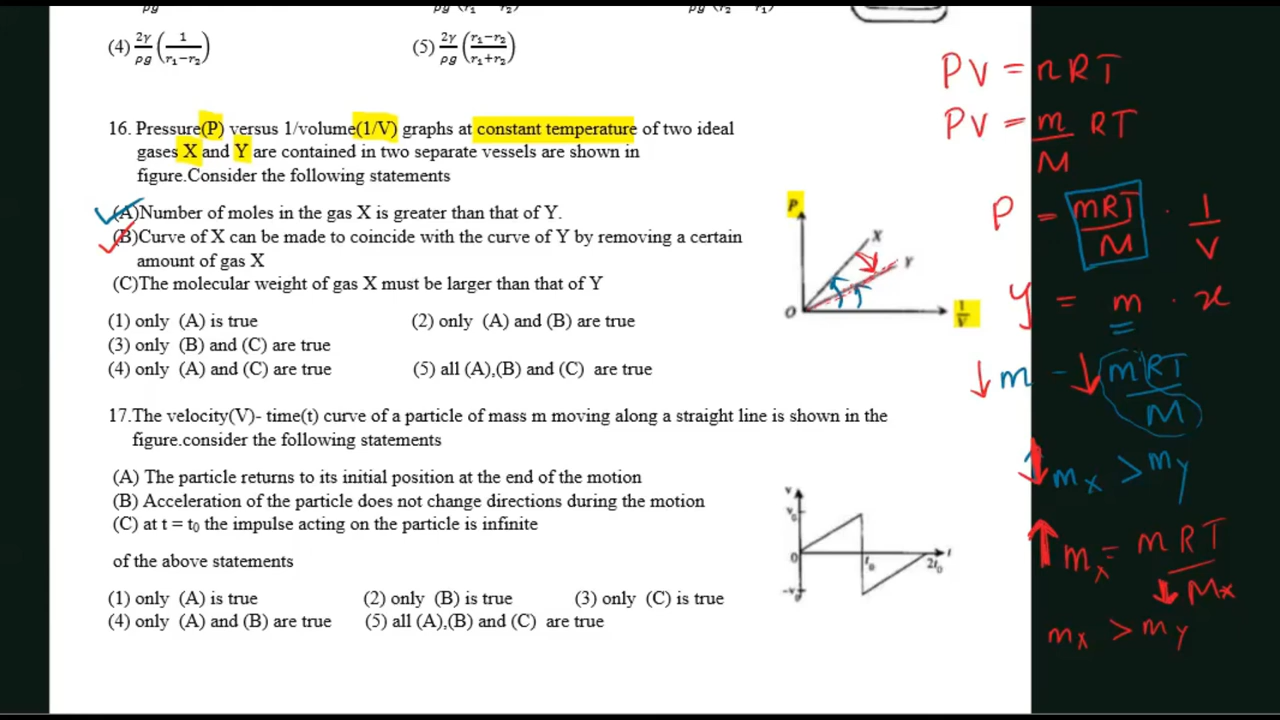 (4) 2γ/ρg (1/(r₁−r₂))
(5) 2γ/ρg ((r₁−r₂)/(r₁+r₂))
16. Pressure(P) versus 1/volume(1/V) graphs at constant temperature of two ideal
gases X and Y are contained in two separate vessels are shown in
figure.Consider the following statements
(A)Number of moles in the gas X is greater than that of Y.
(B)Curve of X can be made to coincide with the curve of Y by removing a certain
amount of gas X
(C)The molecular weight of gas X must be larger than that of Y
(1) only (A) is true
(2) only (A) and (B) are true
(3) only (B) and (C) are true
(4) only (A) and (C) are true
(5) all (A),(B) and (C) are true
P
X
Y
O
1/V
17.The velocity(V)- time(t) curve of a particle of mass m moving along a straight line is shown in the
figure.consider the following statements
(A) The particle returns to its initial position at the end of the motion
(B) Acceleration of the particle does not change directions during the motion
(C) at t = t₀ the impulse acting on the particle is infinite
of the above statements
(1) only (A) is true
(2) only (B) is true
(3) only (C) is true
(4) only (A) and (B) are true
(5) all (A),(B) and (C) are true
v
v₀
0
t₀
2t₀
t
-v₀
PV = nRT
PV = m/M RT
P = mRT/M · 1/V
y = m · x
↓m = ↓mRT/M
mx > my
↑mx = mRT/↓Mx
mx > my